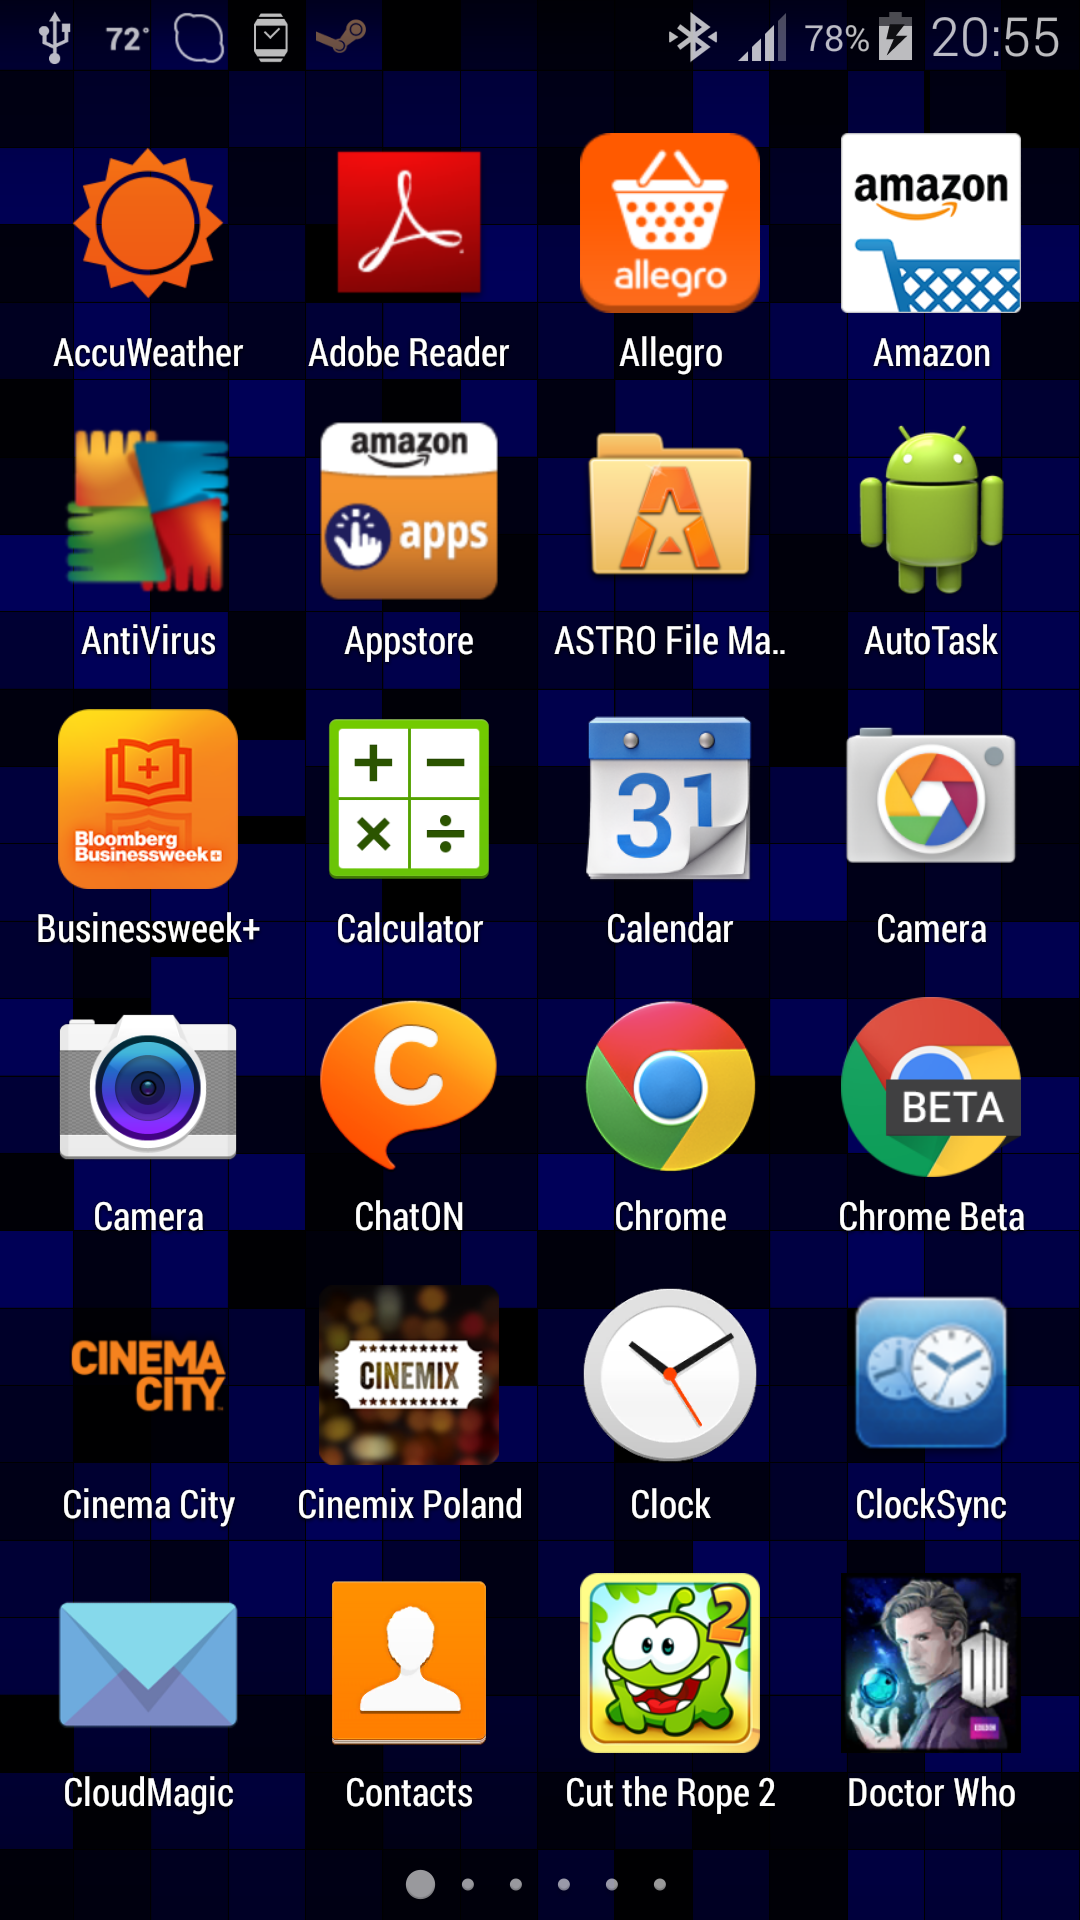 72° 78% 20:55
amazon
allegro
AccuWeather Adobe Reader Allegro Amazon
amazon
apps
AntiVirus Appstore ASTRO File Ma.. AutoTask
Bloomberg
Businessweek+
31
Businessweek+ Calculator Calendar Camera
C
BETA
Camera ChatON Chrome Chrome Beta
CINEMA
CITY
CINEMIX
Cinema City Cinemix Poland Clock ClockSync
2
DW
BBC
CloudMagic Contacts Cut the Rope 2 Doctor Who